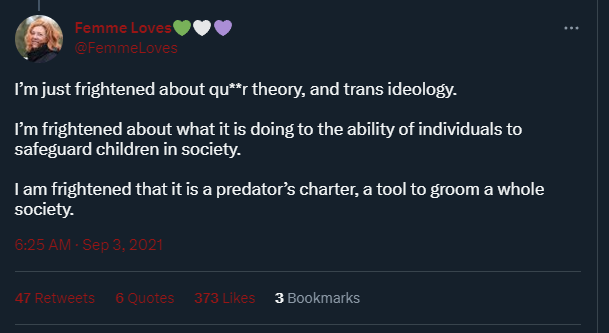 Femme Loves💚🤍💜
@FemmeLoves
I'm just frightened about qu**r theory, and trans ideology.
I'm frightened about what it is doing to the ability of individuals to
safeguard children in society.
I am frightened that it is a predator's charter, a tool to groom a whole
society.
6:25 AM · Sep 3, 2021
47 Retweets 6 Quotes 373 Likes 3 Bookmarks